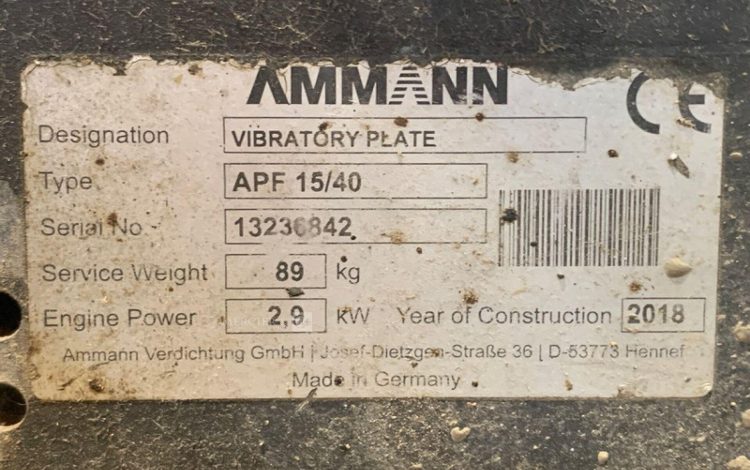 AMMANN
CE
Designation VIBRATORY PLATE
Type APF 15/40
Serial No 13236842
Service Weight 89 kg
Engine Power 2,9 kW Year of Construction 2018
Ammann Verdichtung GmbH | Josef-Dietzgen-Straße 36 | D-53773 Hennef
Made in Germany